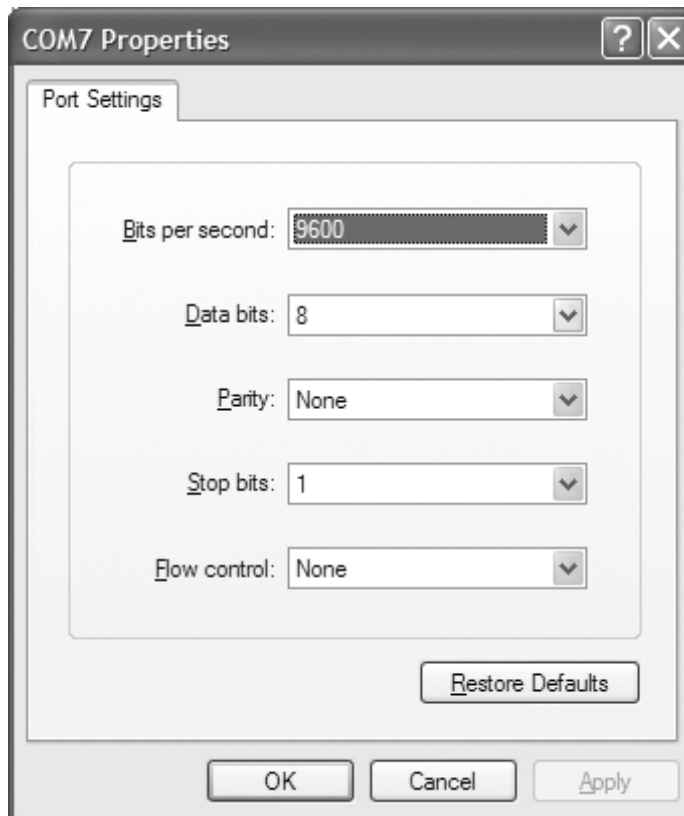 COM7 Properties
Port Settings
Bits per second: 9600
Data bits: 8
Parity: None
Stop bits: 1
Flow control: None
Restore Defaults
OK Cancel Apply